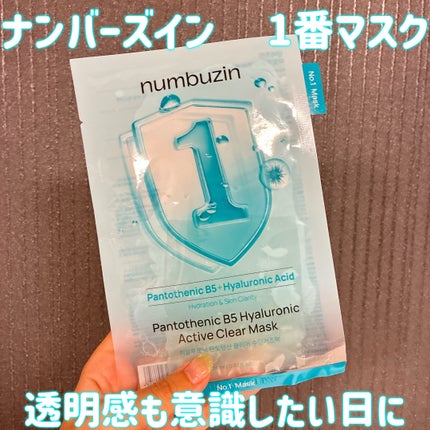 ナンバーズイン　1番マスク
numbuzin
No.1 Mask
1
Pantothenic B5+Hyaluronic Acid
Hydration & Skin Clarity
Pantothenic B5 Hyaluronic
Active Clear Mask
No.1 Mask
透明感も意識したい日に